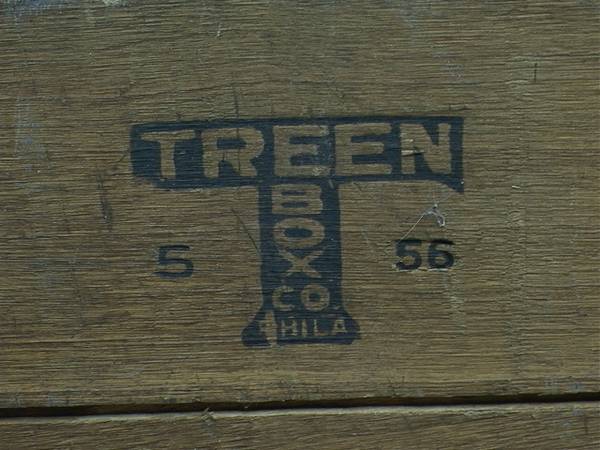 TREEN
BOX
5 56
CO.
PHILA